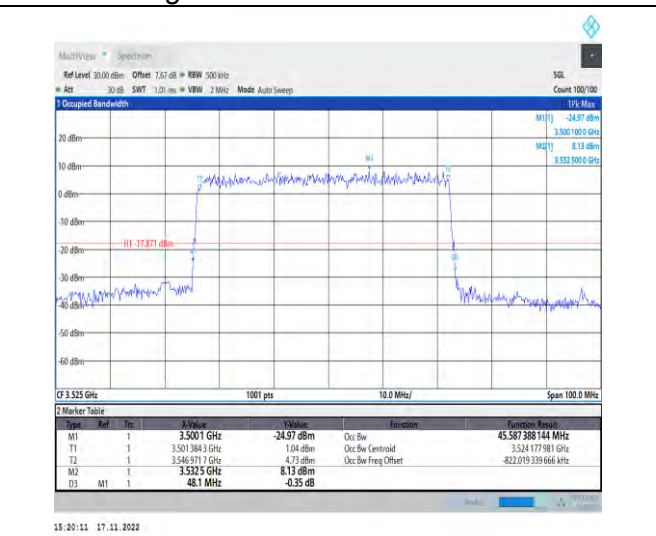 MultiView Spectrum
Ref Level 30.00 dBm Offset 7.67 dB RBW 500 kHz SGL
Att 30 dB SWT 1.01 ms VBW 2 MHz Mode Auto Sweep Count 100/100
1 Occupied Bandwidth 1Pk Max
M1[1] -24.97 dBm
3.500 100 0 GHz
20 dBm M2[1] 8.13 dBm
3.532 500 0 GHz
10 dBm
0 dBm
-10 dBm
H1 -17.871 dBm
-20 dBm
-30 dBm
-40 dBm
-50 dBm
-60 dBm
CF 3.525 GHz 1001 pts 10.0 MHz/ Span 100.0 MHz
2 Marker Table
Type Ref Trc X-Value Y-Value Function Function Result
M1 1 3.5001 GHz -24.97 dBm Occ Bw 45.587 388 144 MHz
T1 1 3.501 384 3 GHz 1.04 dBm Occ Bw Centroid 3.524 177 981 GHz
T2 1 3.546 971 7 GHz 4.73 dBm Occ Bw Freq Offset -822.019 339 666 kHz
M2 1 3.532 5 GHz 8.13 dBm
D3 M1 1 48.1 MHz -0.35 dB
15:20:11 17.11.2022